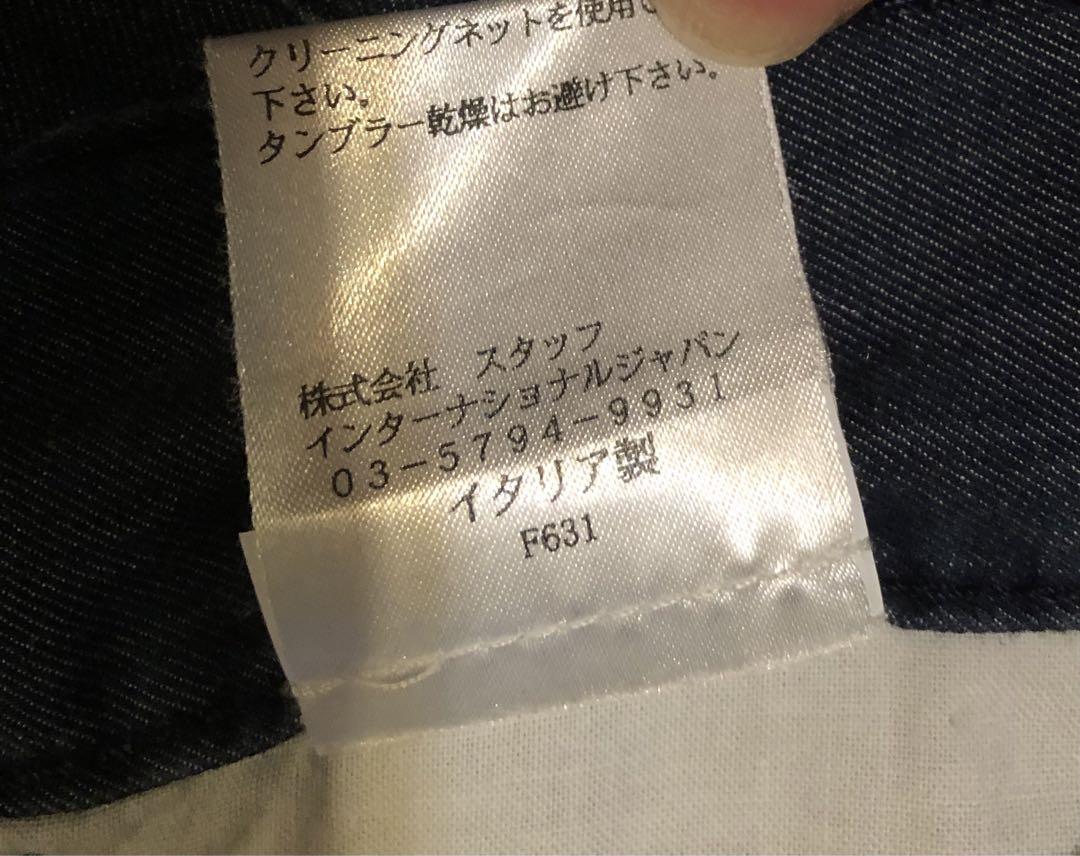 クリーニングネットを使用
下さい。
タンブラー乾燥はお避け下さい。
株式会社　スタッフ
インターナショナルジャパン
０３－５７９４－９９３１
イタリア製
F631